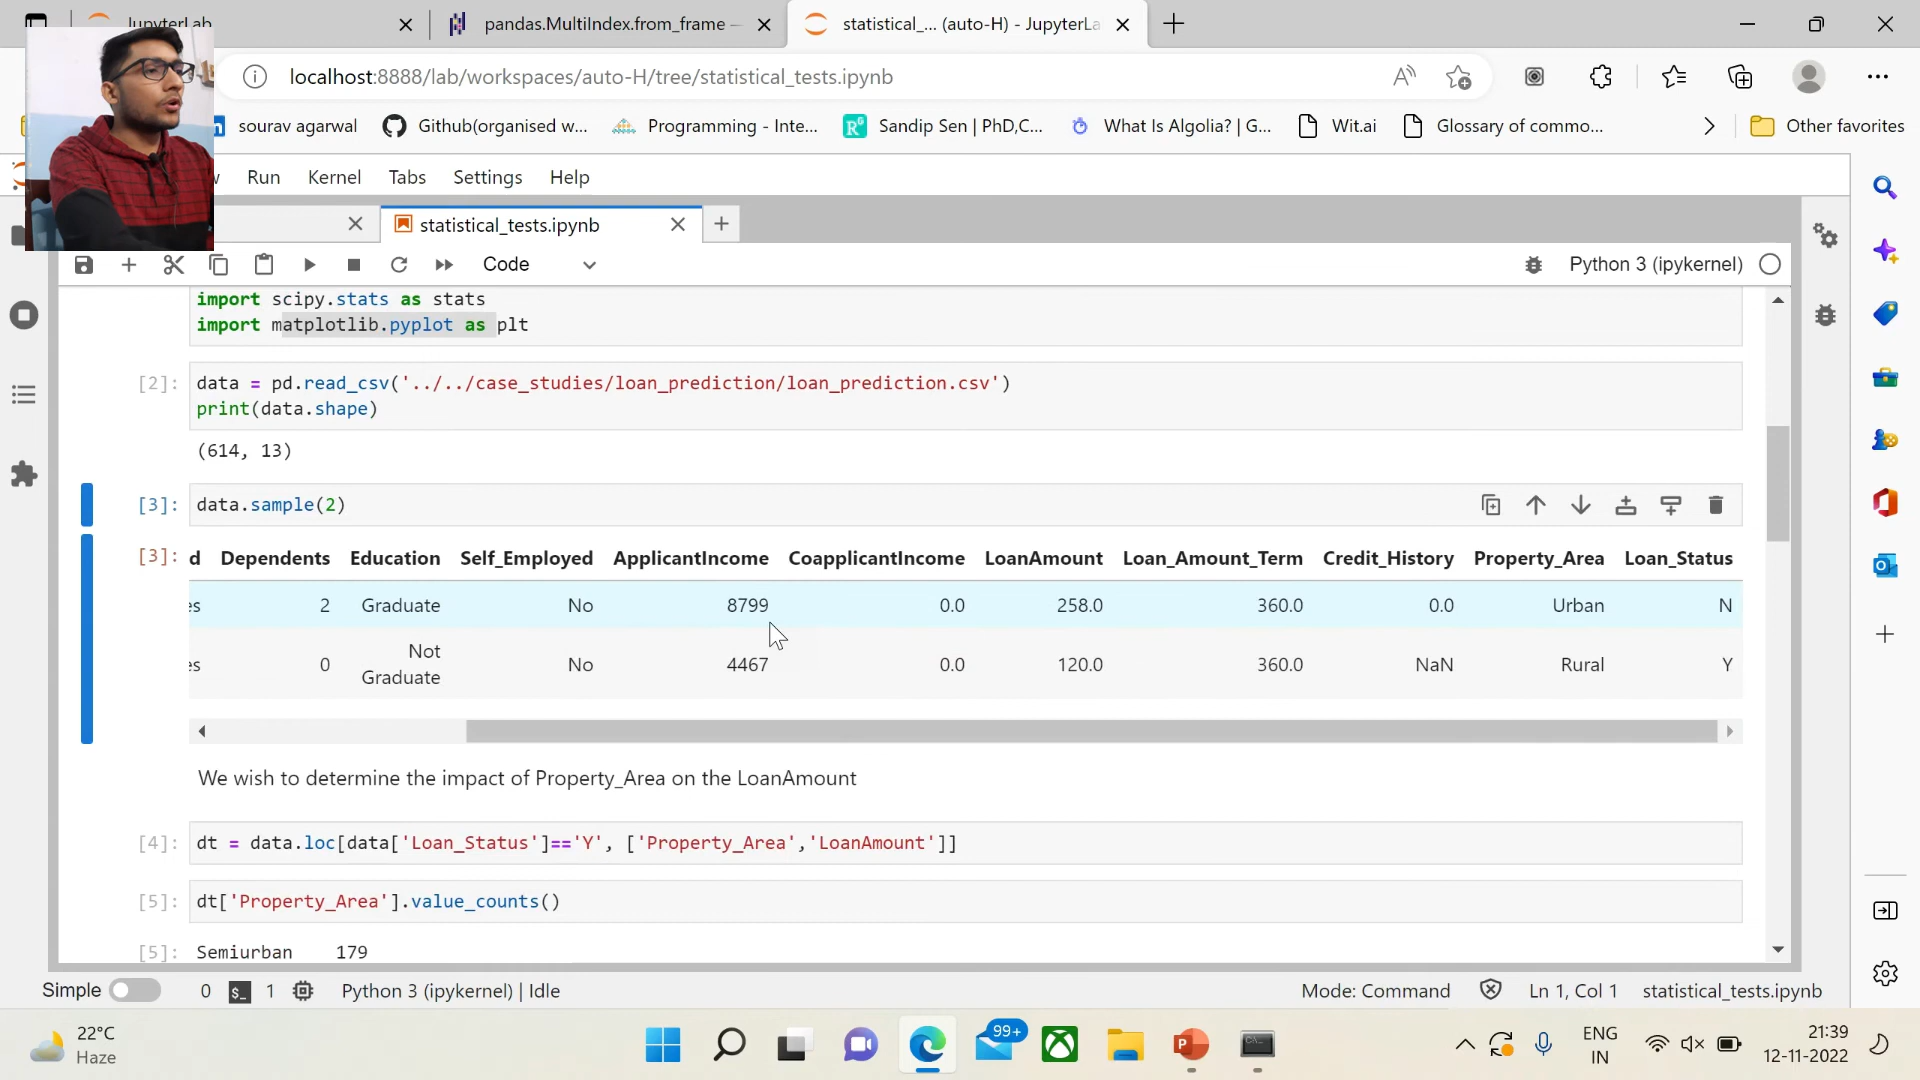 JupyterLab
pandas.MultiIndex.from_frame —
statistical_... (auto-H) - JupyterLa
localhost:8888/lab/workspaces/auto-H/tree/statistical_tests.ipynb
sourav agarwal
Github(organised w...
Programming - Inte...
Sandip Sen | PhD,C...
What Is Algolia? | G...
Wit.ai
Glossary of commo...
Other favorites
Run Kernel Tabs Settings Help
statistical_tests.ipynb
Code
Python 3 (ipykernel)
import scipy.stats as stats
import matplotlib.pyplot as plt
[2]: data = pd.read_csv('../../case_studies/loan_prediction/loan_prediction.csv')
print(data.shape)
(614, 13)
[3]: data.sample(2)
[3]: d Dependents Education Self_Employed ApplicantIncome CoapplicantIncome LoanAmount Loan_Amount_Term Credit_History Property_Area Loan_Status
es 2 Graduate No 8799 0.0 258.0 360.0 0.0 Urban N
es 0 Not Graduate No 4467 0.0 120.0 360.0 NaN Rural Y
We wish to determine the impact of Property_Area on the LoanAmount
[4]: dt = data.loc[data['Loan_Status']=='Y', ['Property_Area','LoanAmount']]
[5]: dt['Property_Area'].value_counts()
[5]: Semiurban 179
Simple 0 $_ 1 Python 3 (ipykernel) | Idle Mode: Command Ln 1, Col 1 statistical_tests.ipynb
22°C
Haze
99+
ENG
IN
21:39
12-11-2022